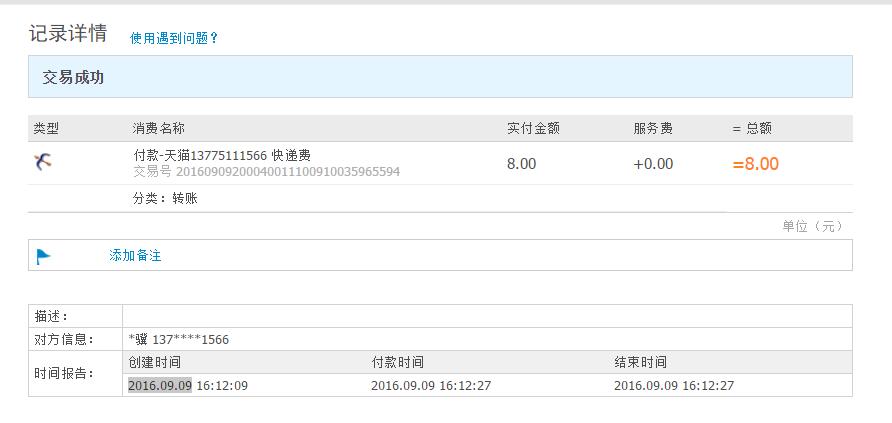 记录详情 使用遇到问题？
交易成功
类型 消费名称 实付金额 服务费 = 总额
付款-天猫13775111566 快递费 8.00 +0.00 =8.00
交易号 20160909200040011100910035965594
分类：转账
单位（元）
添加备注
描述：
对方信息： *骥 137****1566
时间报告： 创建时间 付款时间 结束时间
2016.09.09 16:12:09 2016.09.09 16:12:27 2016.09.09 16:12:27